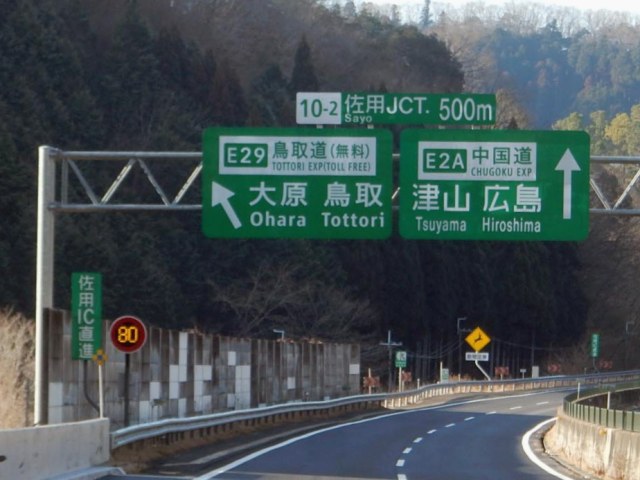 10-2 佐用JCT. 500m
Sayo
E29 鳥取道(無料)
TOTTORI EXP(TOLL FREE)
大原 鳥取
Ohara Tottori
E2A 中国道
CHUGOKU EXP
津山 広島
Tsuyama Hiroshima
佐用IC直進
80